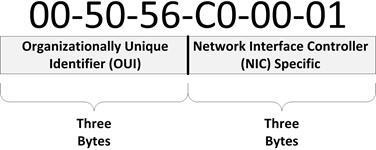 00-50-56-C0-00-01
Organizationally Unique Network Interface Controller
Identifier (OUI) (NIC) Specific
Three Three
Bytes Bytes